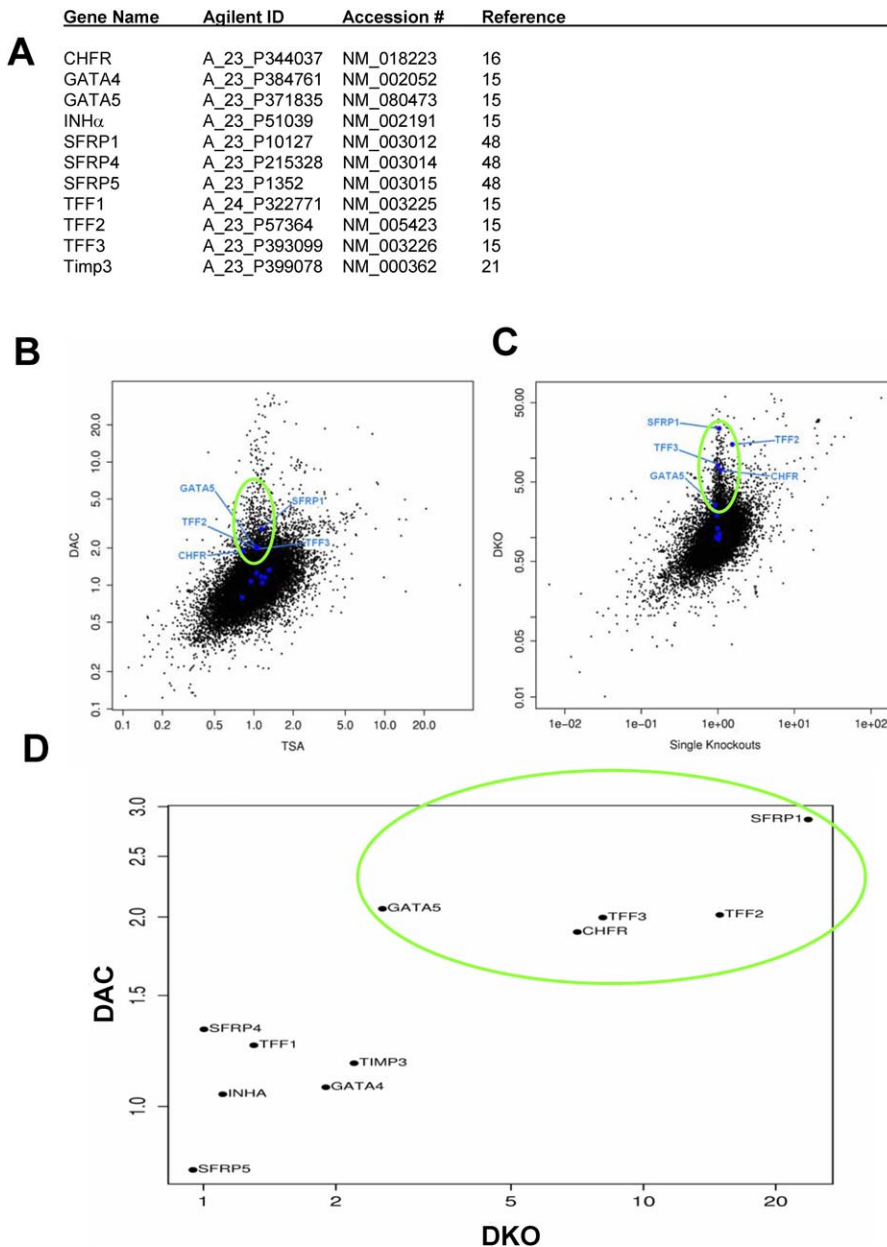 Gene Name Agilent ID Accession # Reference
A
CHFR A_23_P344037 NM_018223 16
GATA4 A_23_P384761 NM_002052 15
GATA5 A_23_P371835 NM_080473 15
INHα A_23_P51039 NM_002191 15
SFRP1 A_23_P10127 NM_003012 48
SFRP4 A_23_P215328 NM_003014 48
SFRP5 A_23_P1352 NM_003015 48
TFF1 A_24_P322771 NM_003225 15
TFF2 A_23_P57364 NM_005423 15
TFF3 A_23_P393099 NM_003226 15
Timp3 A_23_P399078 NM_000362 21
B
DAC
20.0
10.0
5.0
2.0
1.0
0.5
0.2
0.1
GATA5
SFRP1
TFF2
TFF3
CHFR
0.1 0.2 0.5 1.0 2.0 5.0 10.0 20.0
TSA
C
DKO
50.00
5.00
0.50
0.05
0.01
SFRP1
TFF2
TFF3
CHFR
GATA5
1e-02 1e-01 1e+00 1e+01 1e+02
Single Knockouts
D
DAC
3.0
2.5
2.0
1.5
1.0
SFRP1
GATA5
TFF3
TFF2
CHFR
SFRP4
TFF1
TIMP3
GATA4
INHA
SFRP5
1 2 5 10 20
DKO